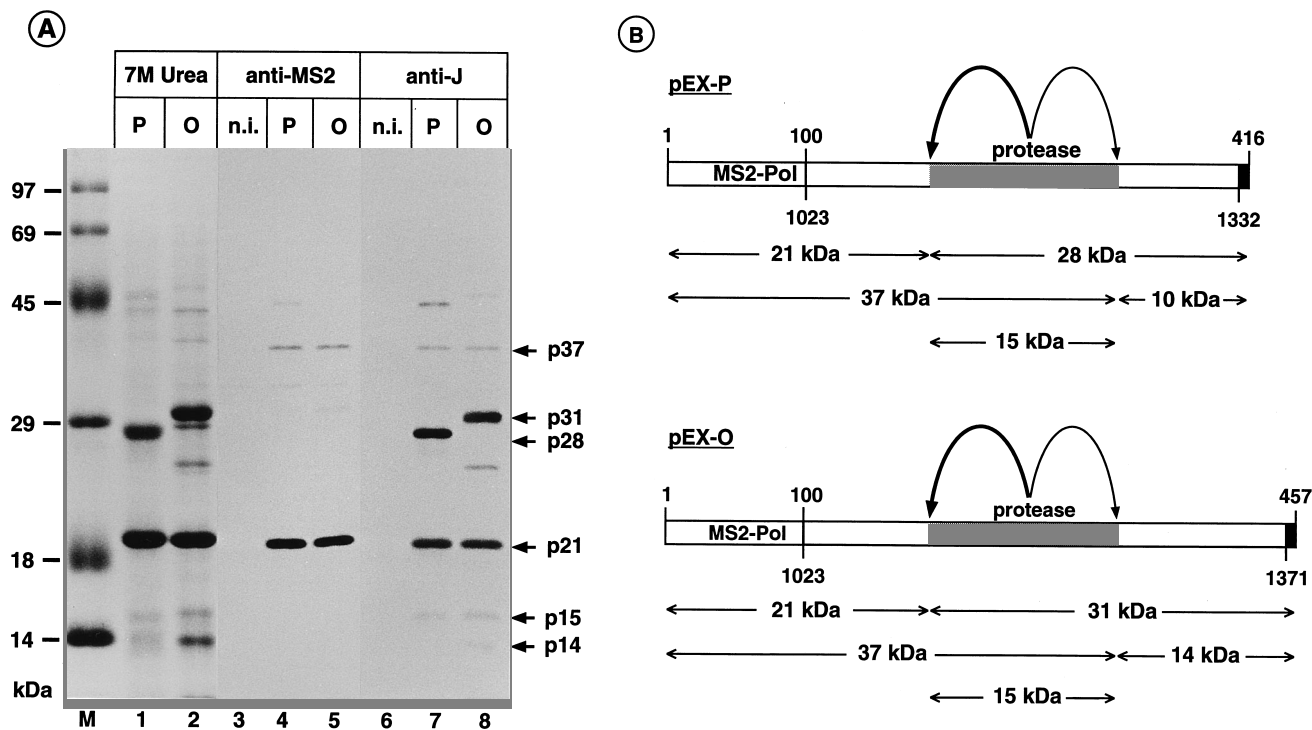 A
7M Urea anti-MS2 anti-J
P O n.i. P O n.i. P O
97
69
45
29
18
14
kDa
p37
p31
p28
p21
p15
p14
M 1 2 3 4 5 6 7 8
B
pEX-P
1 100 protease 416
MS2-Pol
1023 1332
21 kDa 28 kDa
37 kDa 10 kDa
15 kDa
pEX-O
1 100 protease 457
MS2-Pol
1023 1371
21 kDa 31 kDa
37 kDa 14 kDa
15 kDa